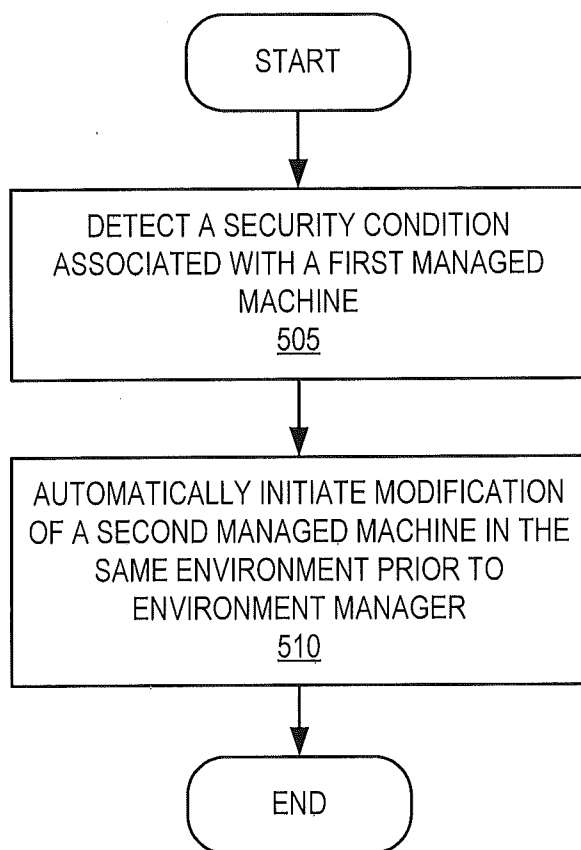 START
DETECT A SECURITY CONDITION
ASSOCIATED WITH A FIRST MANAGED
MACHINE
505
AUTOMATICALLY INITIATE MODIFICATION
OF A SECOND MANAGED MACHINE IN THE
SAME ENVIRONMENT PRIOR TO
ENVIRONMENT MANAGER
510
END